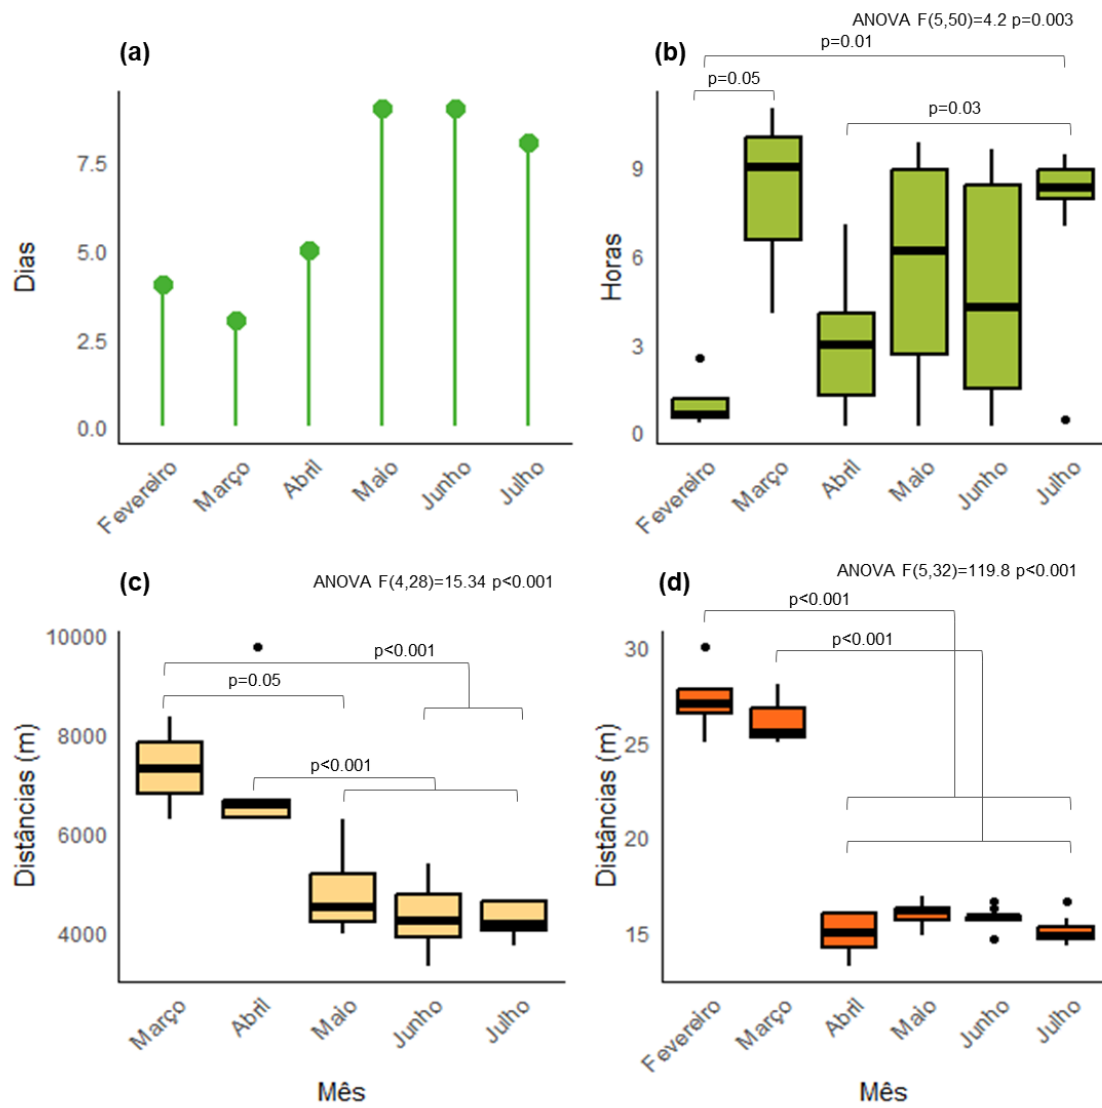 (a)
Dias
7.5
5.0
2.5
0.0
Fevereiro
Março
Abril
Maio
Junho
Julho
ANOVA F(5,50)=4.2 p=0.003
(b)
p=0.01
p=0.05
p=0.03
Horas
9
6
3
0
Fevereiro
Março
Abril
Maio
Junho
Julho
(c)
ANOVA F(4,28)=15.34 p<0.001
p<0.001
p=0.05
p<0.001
Distâncias (m)
10000
8000
6000
4000
Março
Abril
Maio
Junho
Julho
Mês
ANOVA F(5,32)=119.8 p<0.001
(d)
p<0.001
p<0.001
Distâncias (m)
30
25
20
15
Fevereiro
Março
Abril
Maio
Junho
Julho
Mês